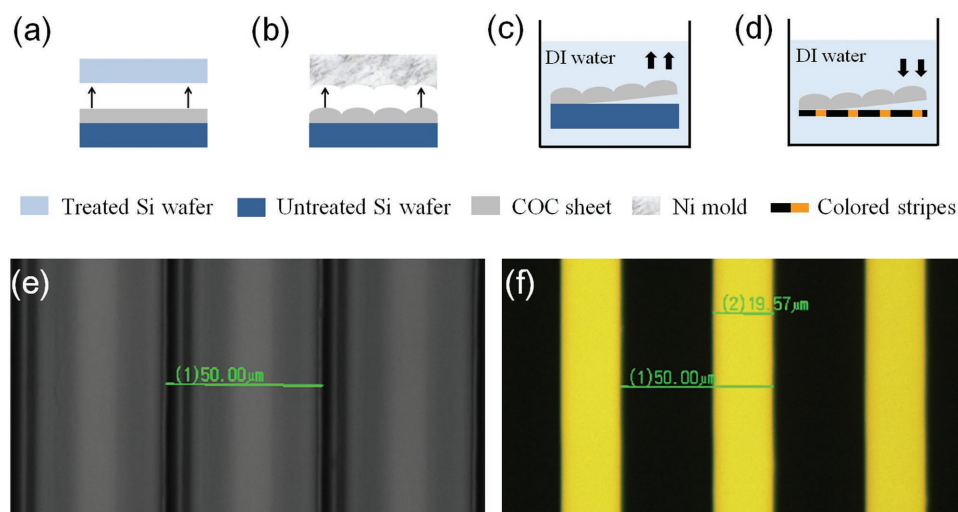 (a)
(b)
(c)
(d)
DI water
DI water
Treated Si wafer
Untreated Si wafer
COC sheet
Ni mold
Colored stripes
(e)
(f)
(1)50.00μm
(2)19.57μm
(1)50.00μm